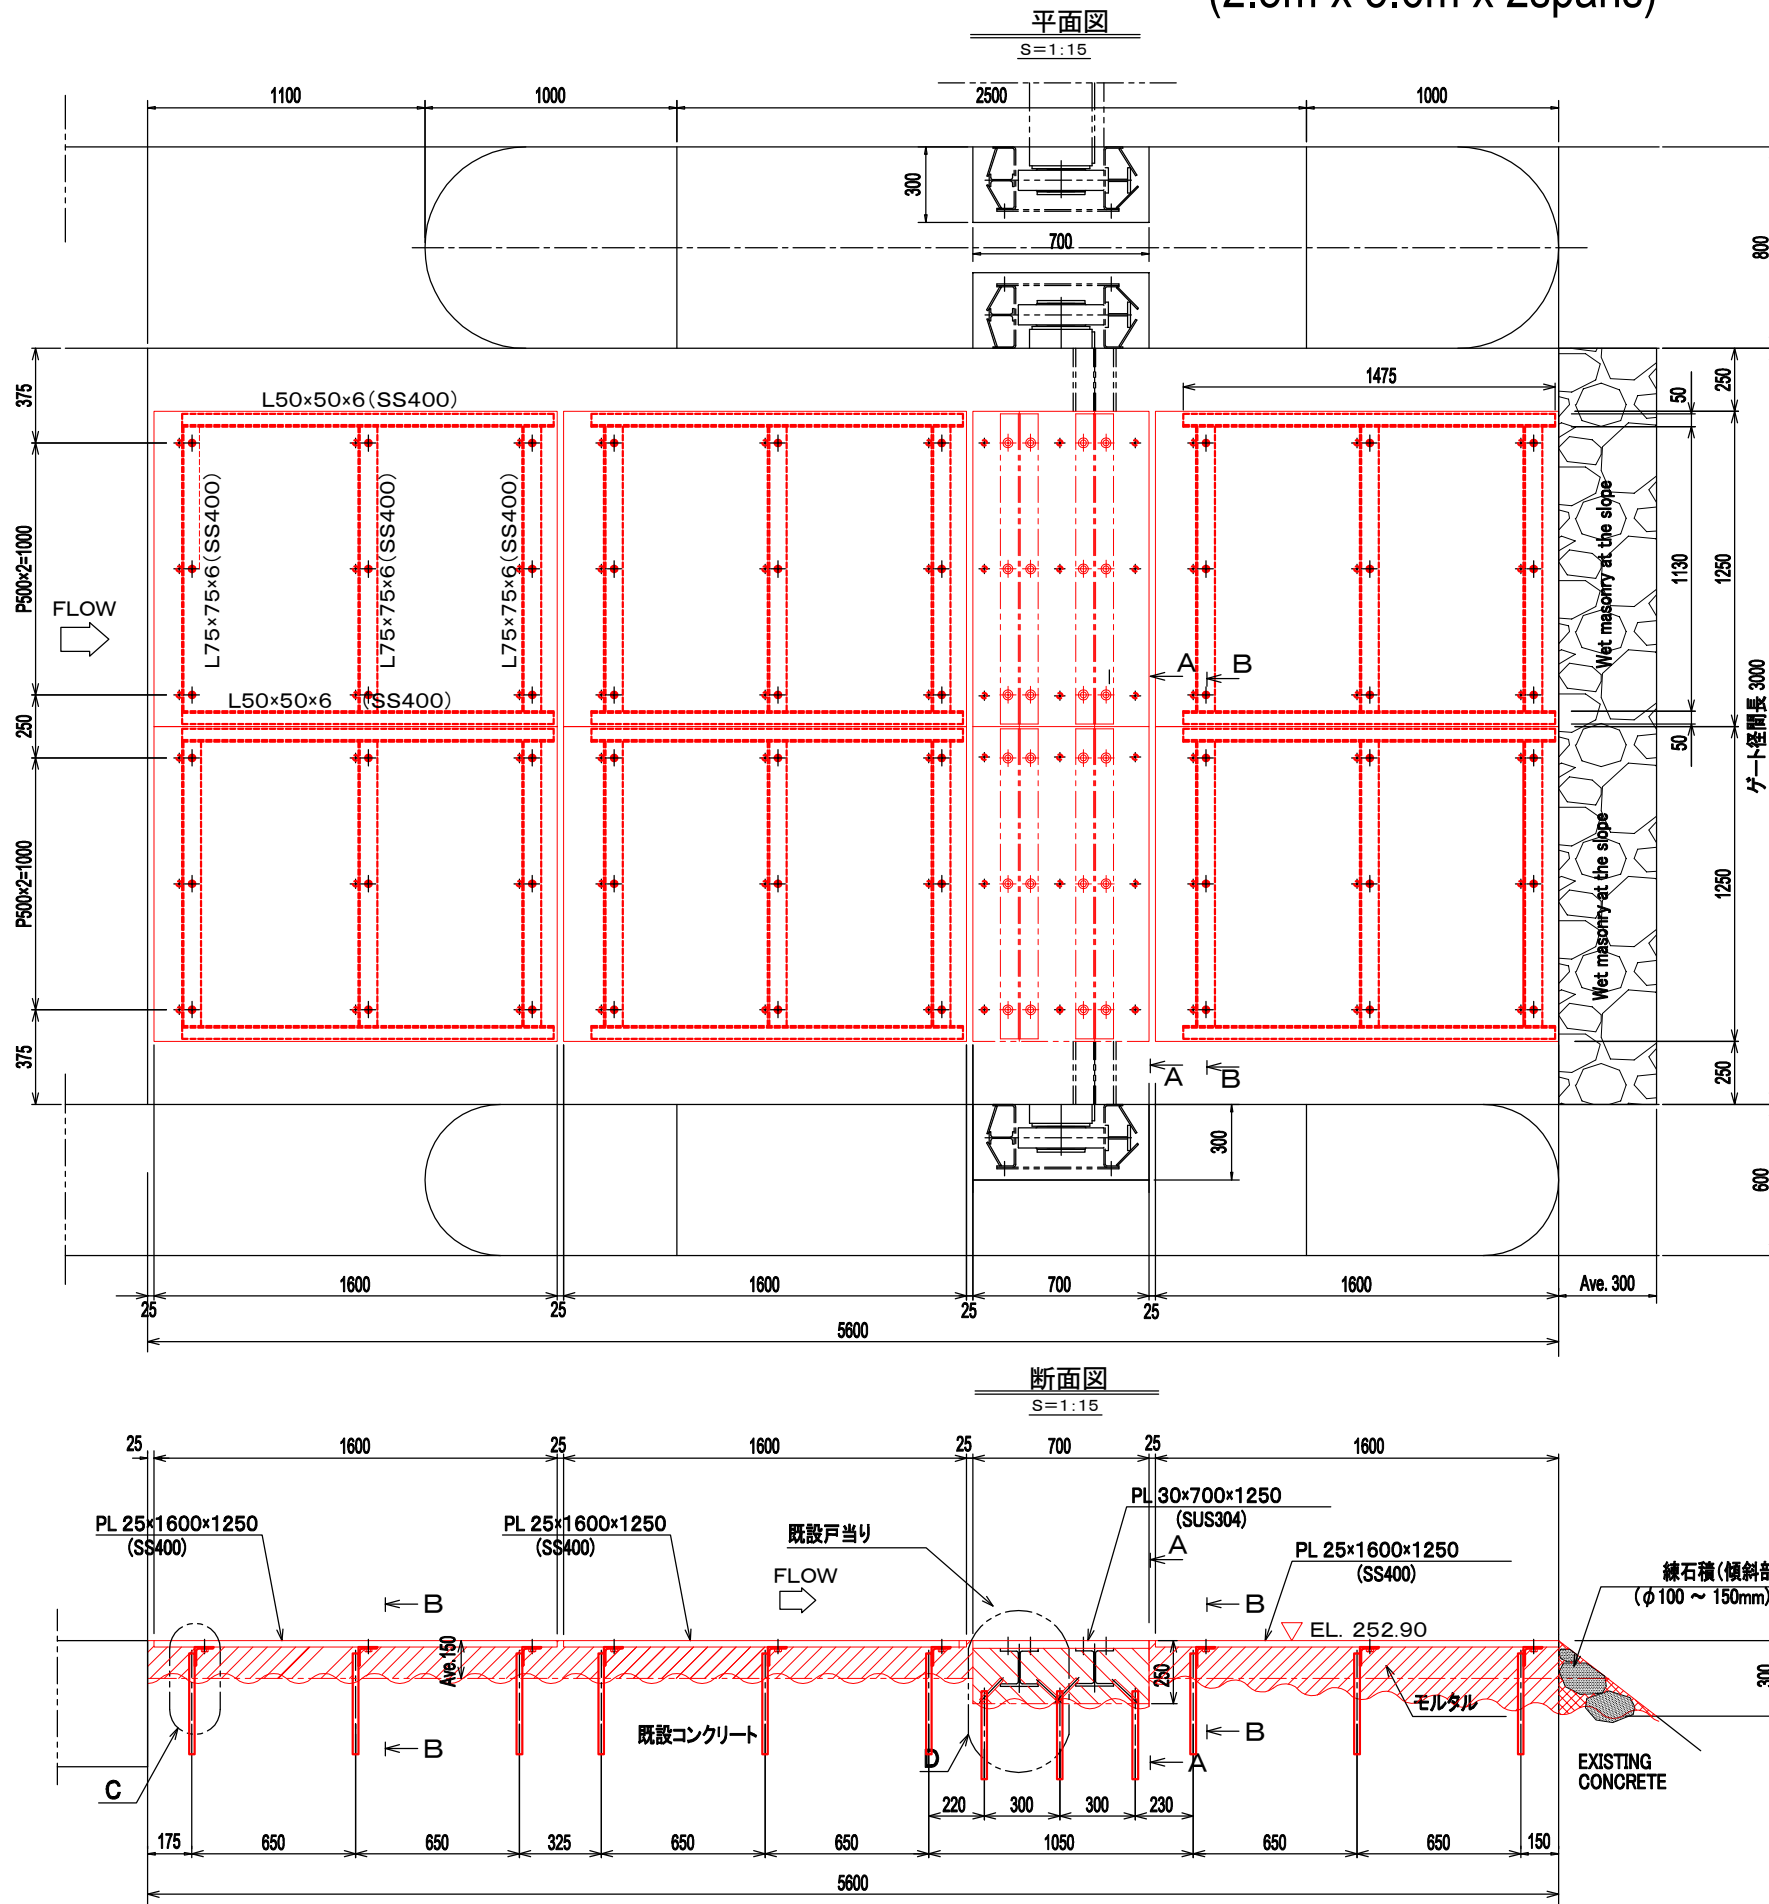 平面図
S=1:15
1100
1000
2500
1000
300
700
800
375
1475
50
250
L50×50×6(SS400)
L75×75×6(SS400)
L75×75×6(SS400)
L75×75×6(SS400)
P500×2=1000
FLOW
1130
1250
Wet masonry at the slope
A
B
L50×50×6 (SS400)
250
50
ゲート径間長 3000
P500×2=1000
1250
Wet masonry at the slope
375
A
B
250
300
600
1600
1600
700
1600
Ave. 300
25
25
25
25
5600
断面図
S=1:15
25
1600
25
1600
25
700
25
1600
PL 25×1600×1250
(SS400)
PL 25×1600×1250
(SS400)
既設戸当り
PL 30×700×1250
(SUS304)
A
PL 25×1600×1250
(SS400)
練石積(傾斜部
(φ100 ~ 150mm)
FLOW
B
B
EL. 252.90
Ave.150
250
300
モルタル
既設コンクリート
B
B
C
D
A
EXISTING
CONCRETE
220
300
300
230
175
650
650
325
650
650
1050
650
650
150
5600